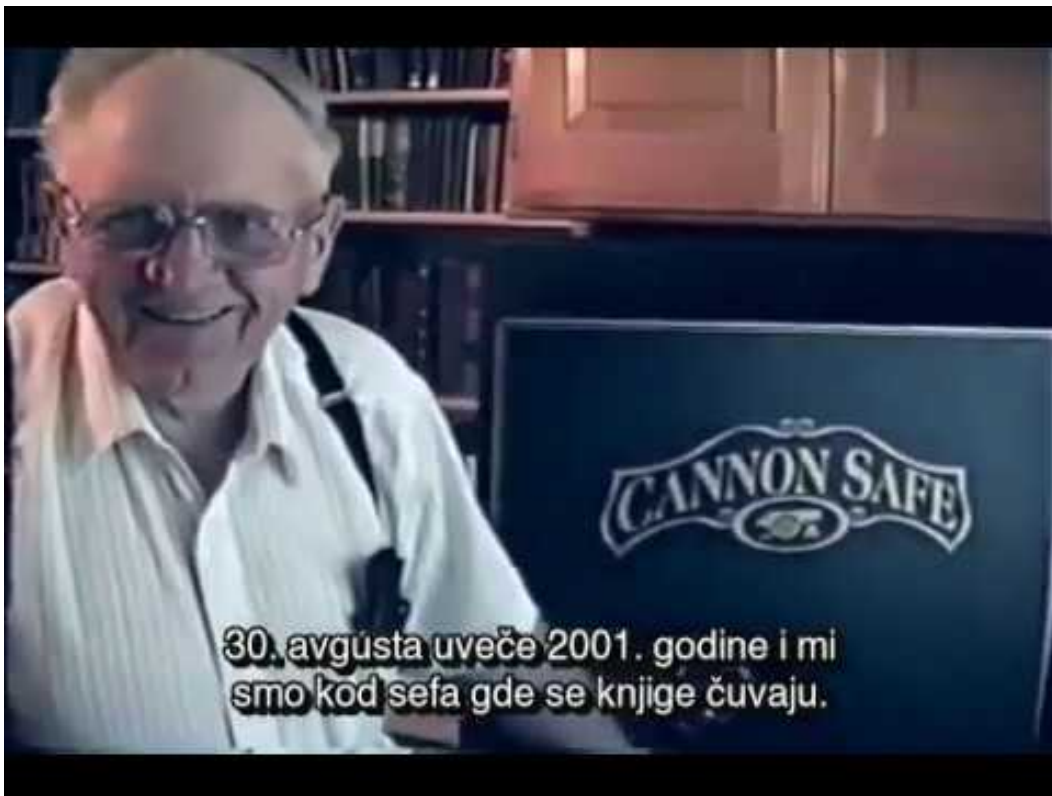 CANNON SAFE
30. avgusta uveče 2001. godine i mi
smo kod sefa gde se knjige čuvaju.